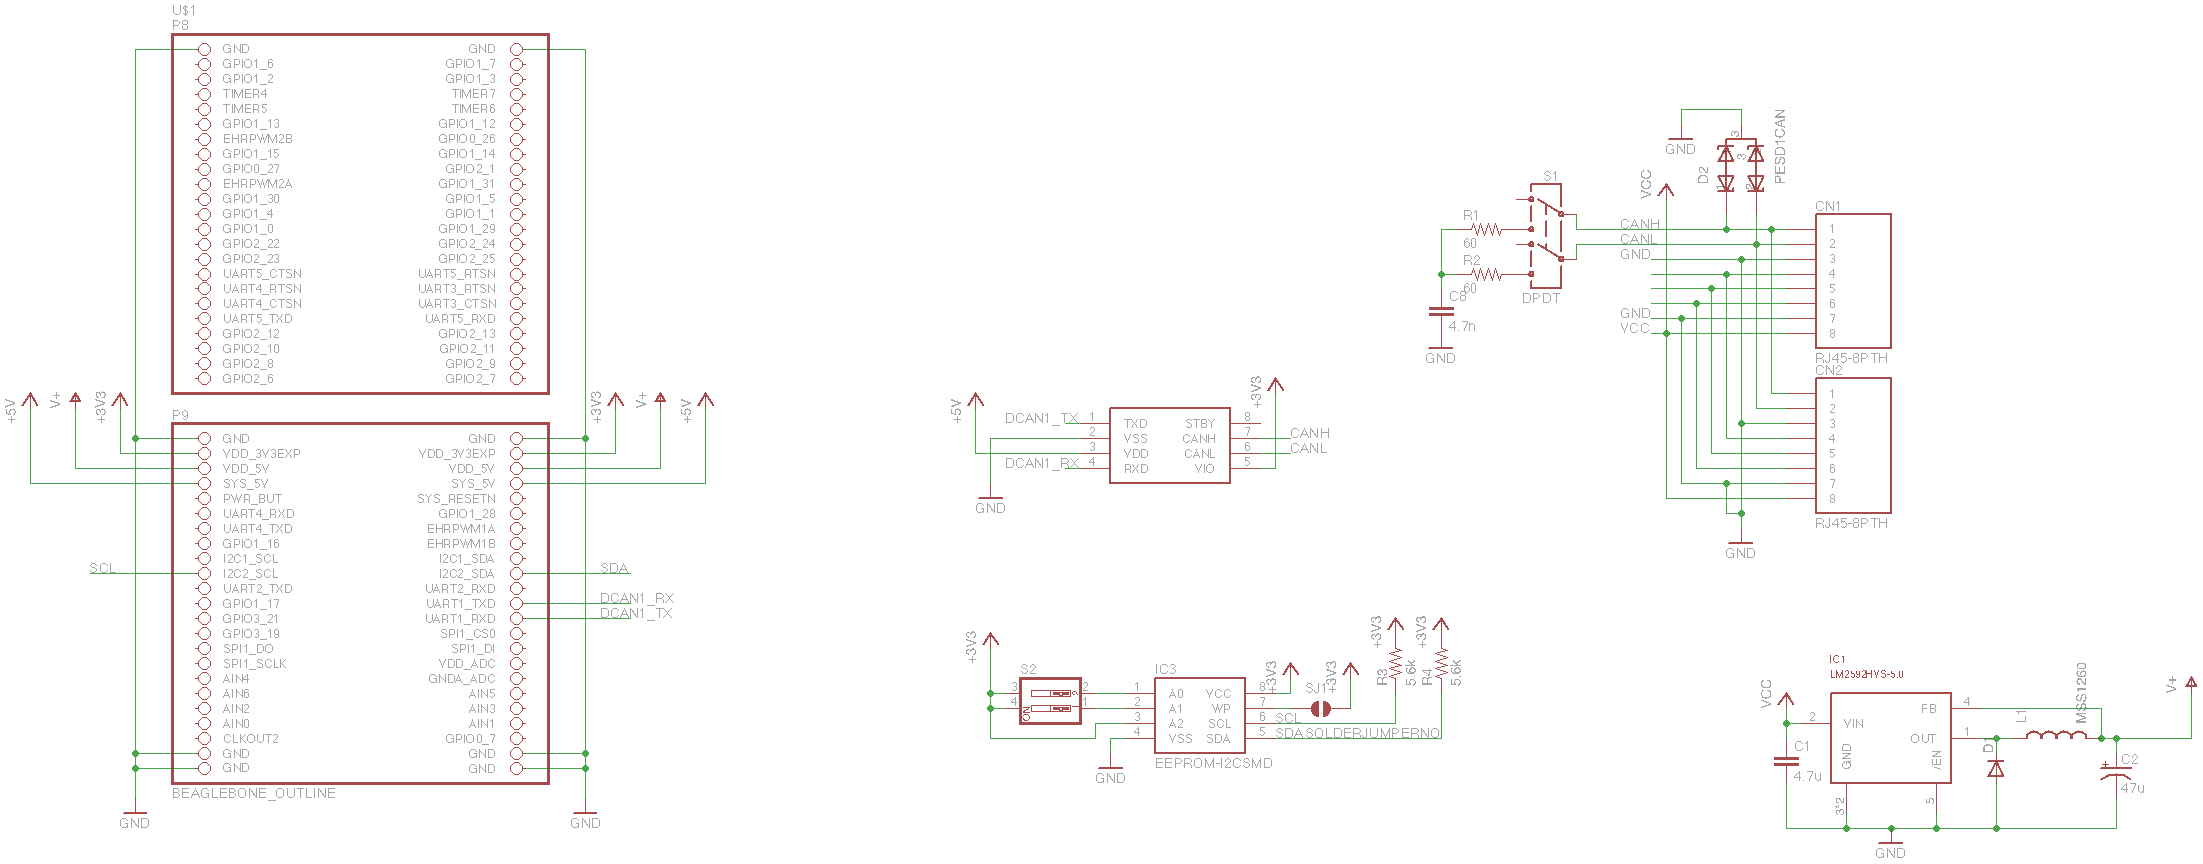 U$1
P8
GND GND
GPIO1_6 GPIO1_7
GPIO1_2 GPIO1_3
TIMER4 TIMER7
TIMER5 TIMER6
GPIO1_13 GPIO1_12
EHRPWM2B GPIO0_26
GPIO1_15 GPIO1_14
GPIO0_27 GPIO2_1
EHRPWM2A GPIO1_31
GPIO1_30 GPIO1_5
GPIO1_4 GPIO1_1
GPIO1_0 GPIO1_29
GPIO2_22 GPIO2_24
GPIO2_23 GPIO2_25
UART5_CTSN UART5_RTSN
UART4_RTSN UART3_RTSN
UART4_CTSN UART3_CTSN
UART5_TXD UART5_RXD
GPIO2_12 GPIO2_13
GPIO2_10 GPIO2_11
GPIO2_8 GPIO2_9
GPIO2_6 GPIO2_7
+5V V+ +3V3 +3V3 V+ +5V
P9
GND GND
VDD_3V3EXP VDD_3V3EXP
VDD_5V VDD_5V
SYS_5V SYS_5V
PWR_BUT SYS_RESETN
UART4_RXD GPIO1_28
UART4_TXD EHRPWM1A
GPIO1_16 EHRPWM1B
I2C1_SCL I2C1_SDA
SCL I2C2_SCL I2C2_SDA SDA
UART2_TXD UART2_RXD
GPIO1_17 UART1_TXD DCAN1_RX
GPIO3_21 UART1_RXD DCAN1_TX
GPIO3_19 SPI1_CS0
SPI1_DO SPI1_DI
SPI1_SCLK VDD_ADC
AIN4 GNDA_ADC
AIN6 AIN5
AIN2 AIN3
AIN0 AIN1
CLKOUT2 GPIO0_7
GND GND
GND GND
BEAGLEBONE_OUTLINE
GND GND
+5V +3V3
DCAN1_TX 1 TXD STBY 8
2 VSS CANH 7 CANH
3 VDD CANL 6 CANL
DCAN1_RX 4 RXD VIO 5
GND
+3V3
S2
3 2
4 1
NO
IC3
1 A0 VCC 8 +3V3
2 A1 WP 7 SJ1 +3V3
3 A2 SCL 6 SCL
4 VSS SDA 5 SDA SOLDERJUMPERNO
EEPROM-I2CSMD
GND
+3V3 +3V3
R3 5.6k R4 5.6k
GND
3
3
1 2
D2 PESD1CAN
VCC
S1
R1
60
R2
60
DPDT
C8
4.7n
GND
CANH
CANL
GND
GND
VCC
CN1
1
2
3
4
5
6
7
8
RJ45-8PTH
CN2
1
2
3
4
5
6
7
8
RJ45-8PTH
GND
IC1
LM2592HVS-5.0
VCC
2 VIN FB 4
OUT 1
GND /EN
3*2 5
C1
4.7u
D1
L1 MSS1260
V+
+
C2
47u
GND